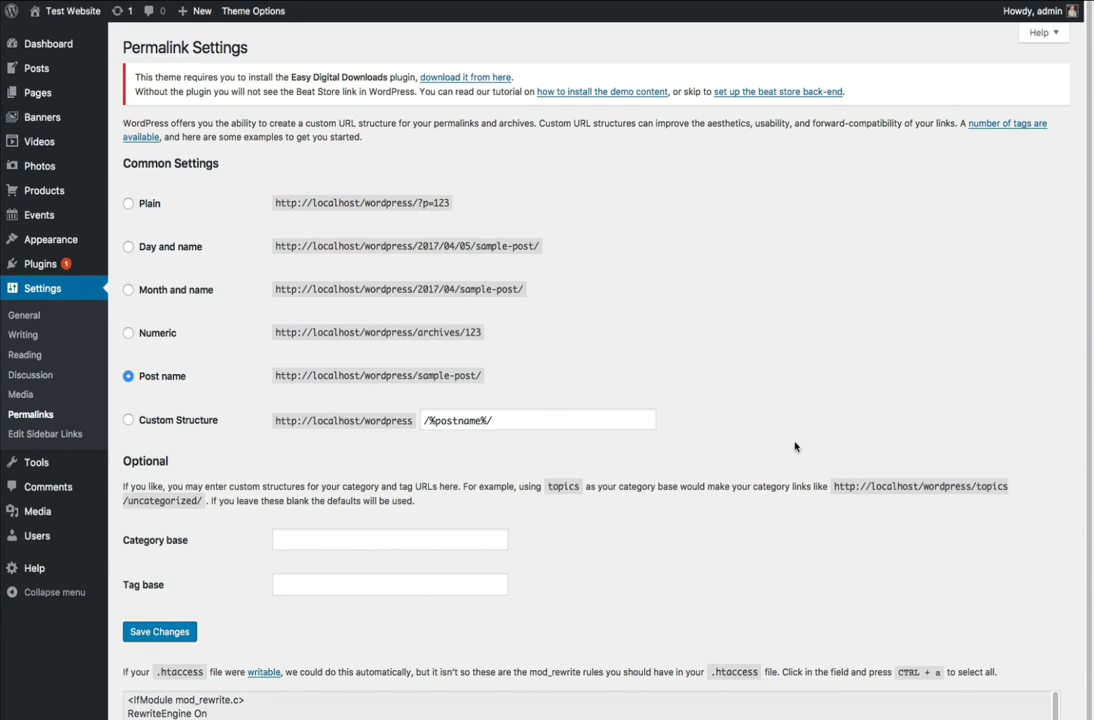 Test Website 1 0 New Theme Options Howdy, admin
Help
Dashboard
Posts
Pages
Banners
Videos
Photos
Products
Events
Appearance
Plugins 1
Settings
General
Writing
Reading
Discussion
Media
Permalinks
Edit Sidebar Links
Tools
Comments
Media
Users
Help
Collapse menu
Permalink Settings
This theme requires you to install the Easy Digital Downloads plugin, download it from here.
Without the plugin you will not see the Beat Store link in WordPress. You can read our tutorial on how to install the demo content, or skip to set up the beat store back-end.
WordPress offers you the ability to create a custom URL structure for your permalinks and archives. Custom URL structures can improve the aesthetics, usability, and forward-compatibility of your links. A number of tags are
available, and here are some examples to get you started.
Common Settings
Plain http://localhost/wordpress/?p=123
Day and name http://localhost/wordpress/2017/04/05/sample-post/
Month and name http://localhost/wordpress/2017/04/sample-post/
Numeric http://localhost/wordpress/archives/123
Post name http://localhost/wordpress/sample-post/
Custom Structure http://localhost/wordpress /%postname%/
Optional
If you like, you may enter custom structures for your category and tag URLs here. For example, using topics as your category base would make your category links like http://localhost/wordpress/topics
/uncategorized/ . If you leave these blank the defaults will be used.
Category base
Tag base
Save Changes
If your .htaccess file were writable, we could do this automatically, but it isn't so these are the mod_rewrite rules you should have in your .htaccess file. Click in the field and press CTRL + a to select all.
<IfModule mod_rewrite.c>
RewriteEngine On